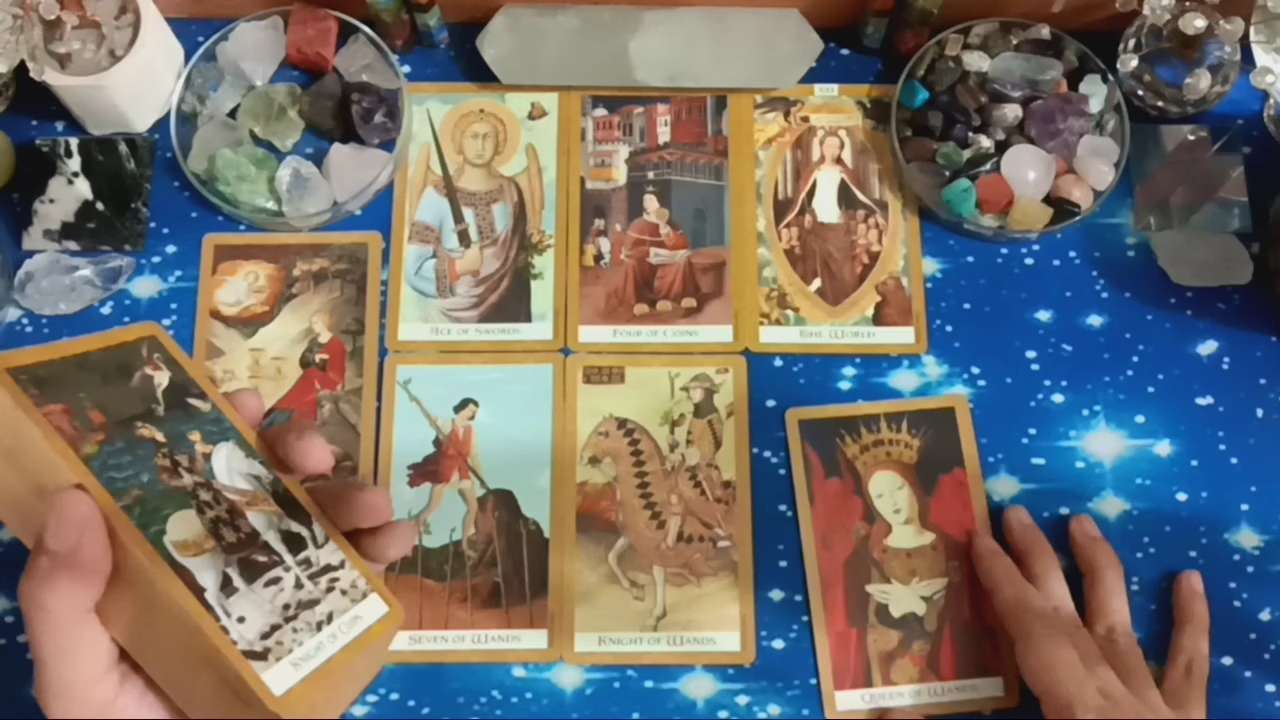 XXI
ACE OF SWORDS
FOUR OF COINS
THE WORLD
SEVEN OF WANDS
KNIGHT OF WANDS
KNIGHT OF CUPS
QUEEN OF WANDS